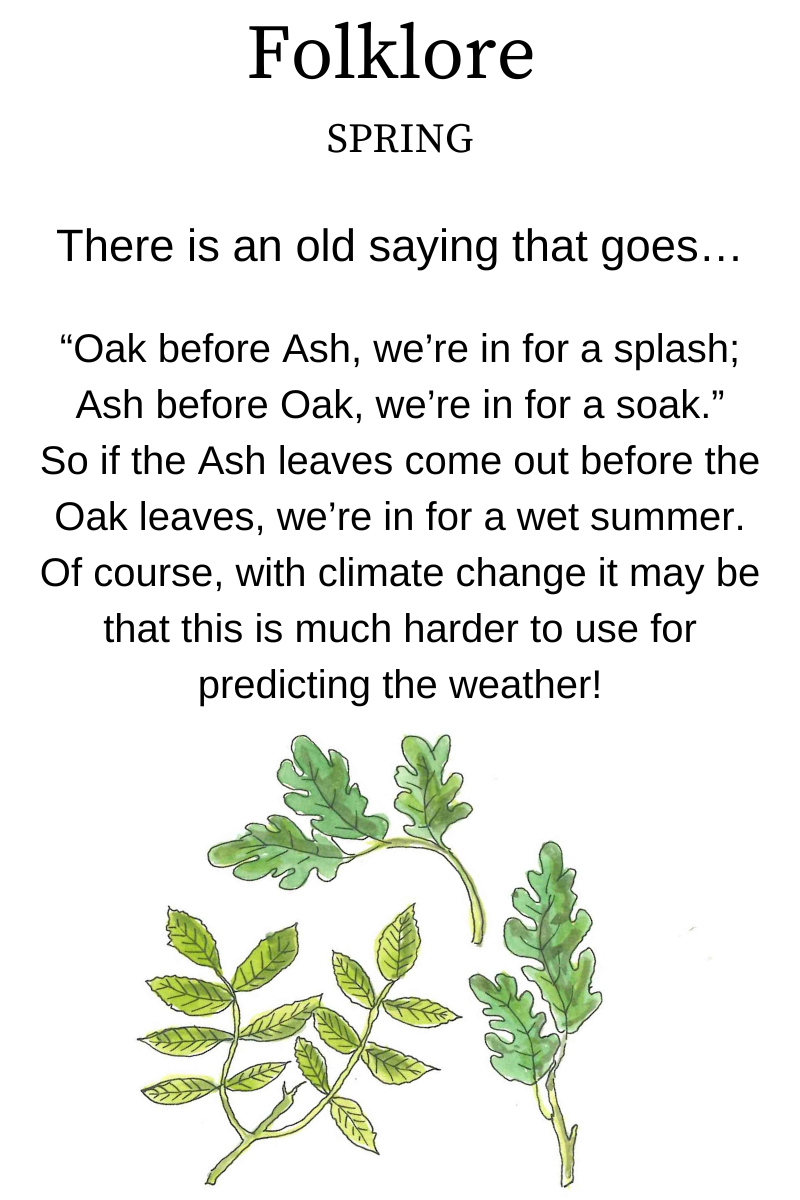 Folklore
SPRING
There is an old saying that goes…
“Oak before Ash, we’re in for a splash;
Ash before Oak, we’re in for a soak.”
So if the Ash leaves come out before the
Oak leaves, we’re in for a wet summer.
Of course, with climate change it may be
that this is much harder to use for
predicting the weather!